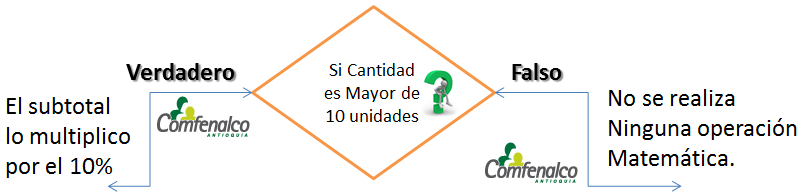 Verdadero
Si Cantidad
es Mayor de
10 unidades
?
Falso
El subtotal
lo multiplico
por el 10%
Comfenalco
ANTIOQUIA
No se realiza
Ninguna operación
Matemática.
Comfenalco
ANTIOQUIA